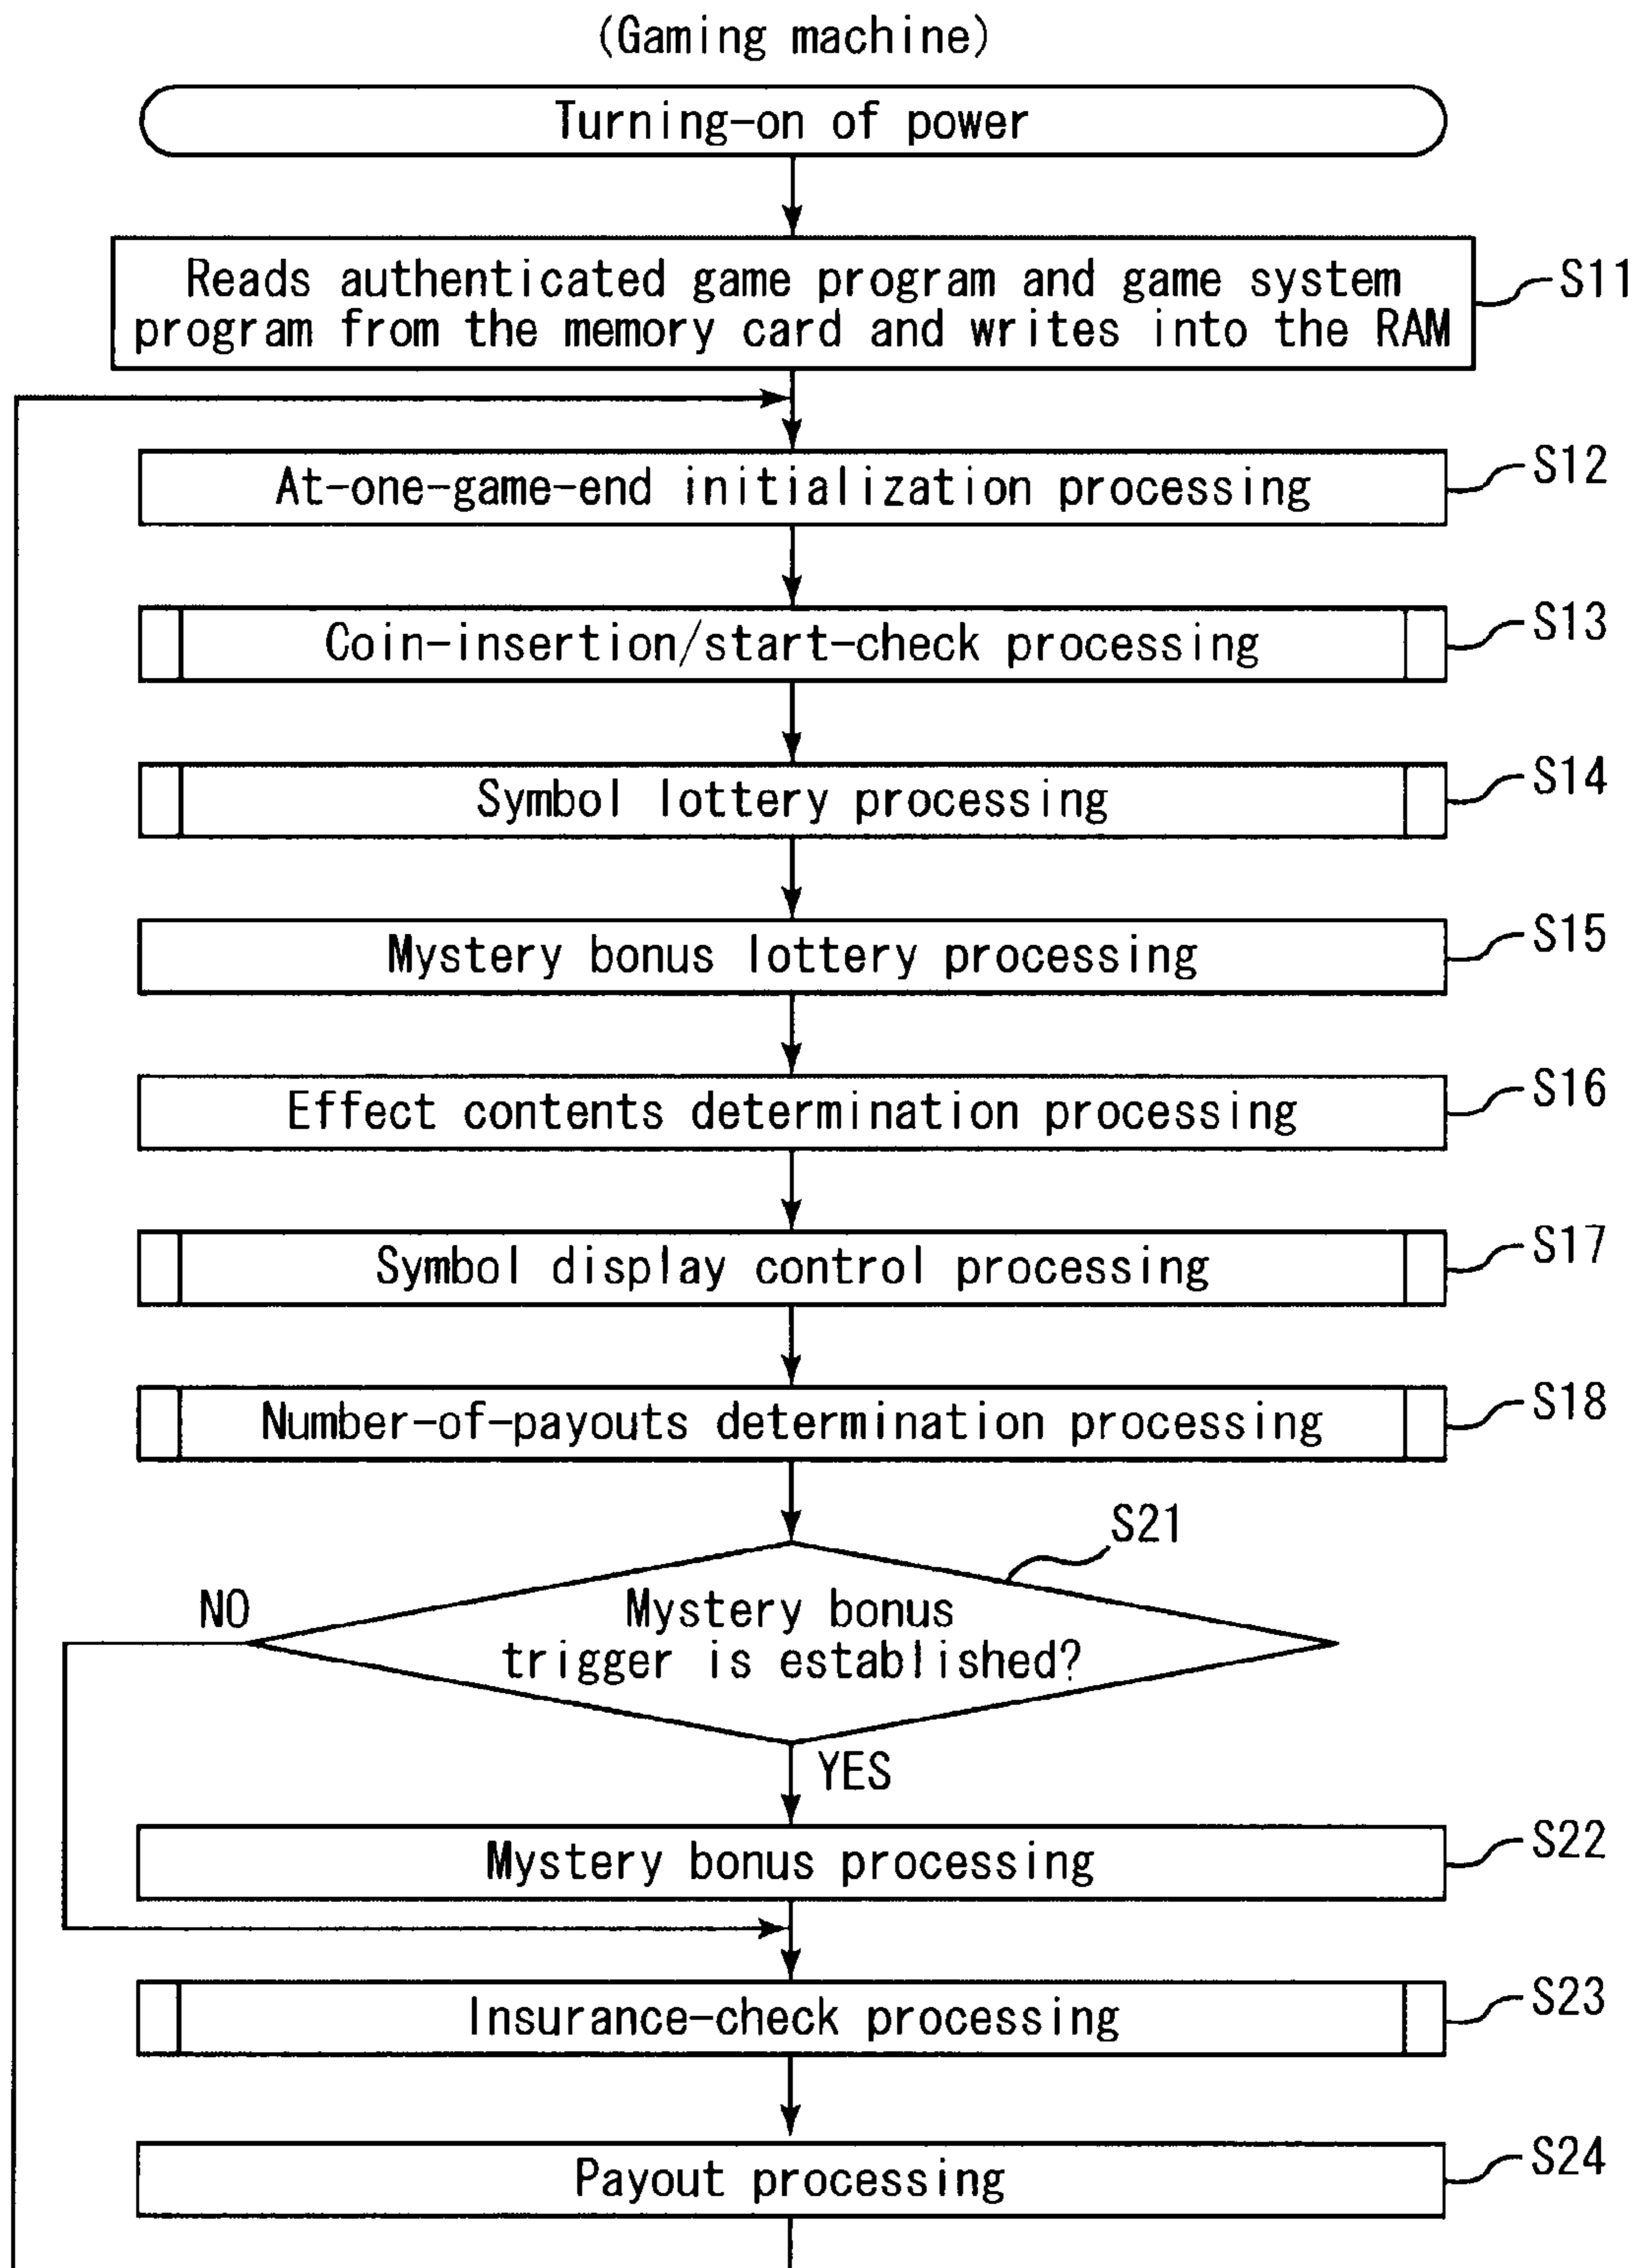 (Gaming machine)
Turning-on of power
Reads authenticated game program and game system
program from the memory card and writes into the RAM
S11
At-one-game-end initialization processing
S12
Coin-insertion/start-check processing
S13
Symbol lottery processing
S14
Mystery bonus lottery processing
S15
Effect contents determination processing
S16
Symbol display control processing
S17
Number-of-payouts determination processing
S18
S21
NO
Mystery bonus
trigger is established?
YES
Mystery bonus processing
S22
Insurance-check processing
S23
Payout processing
S24